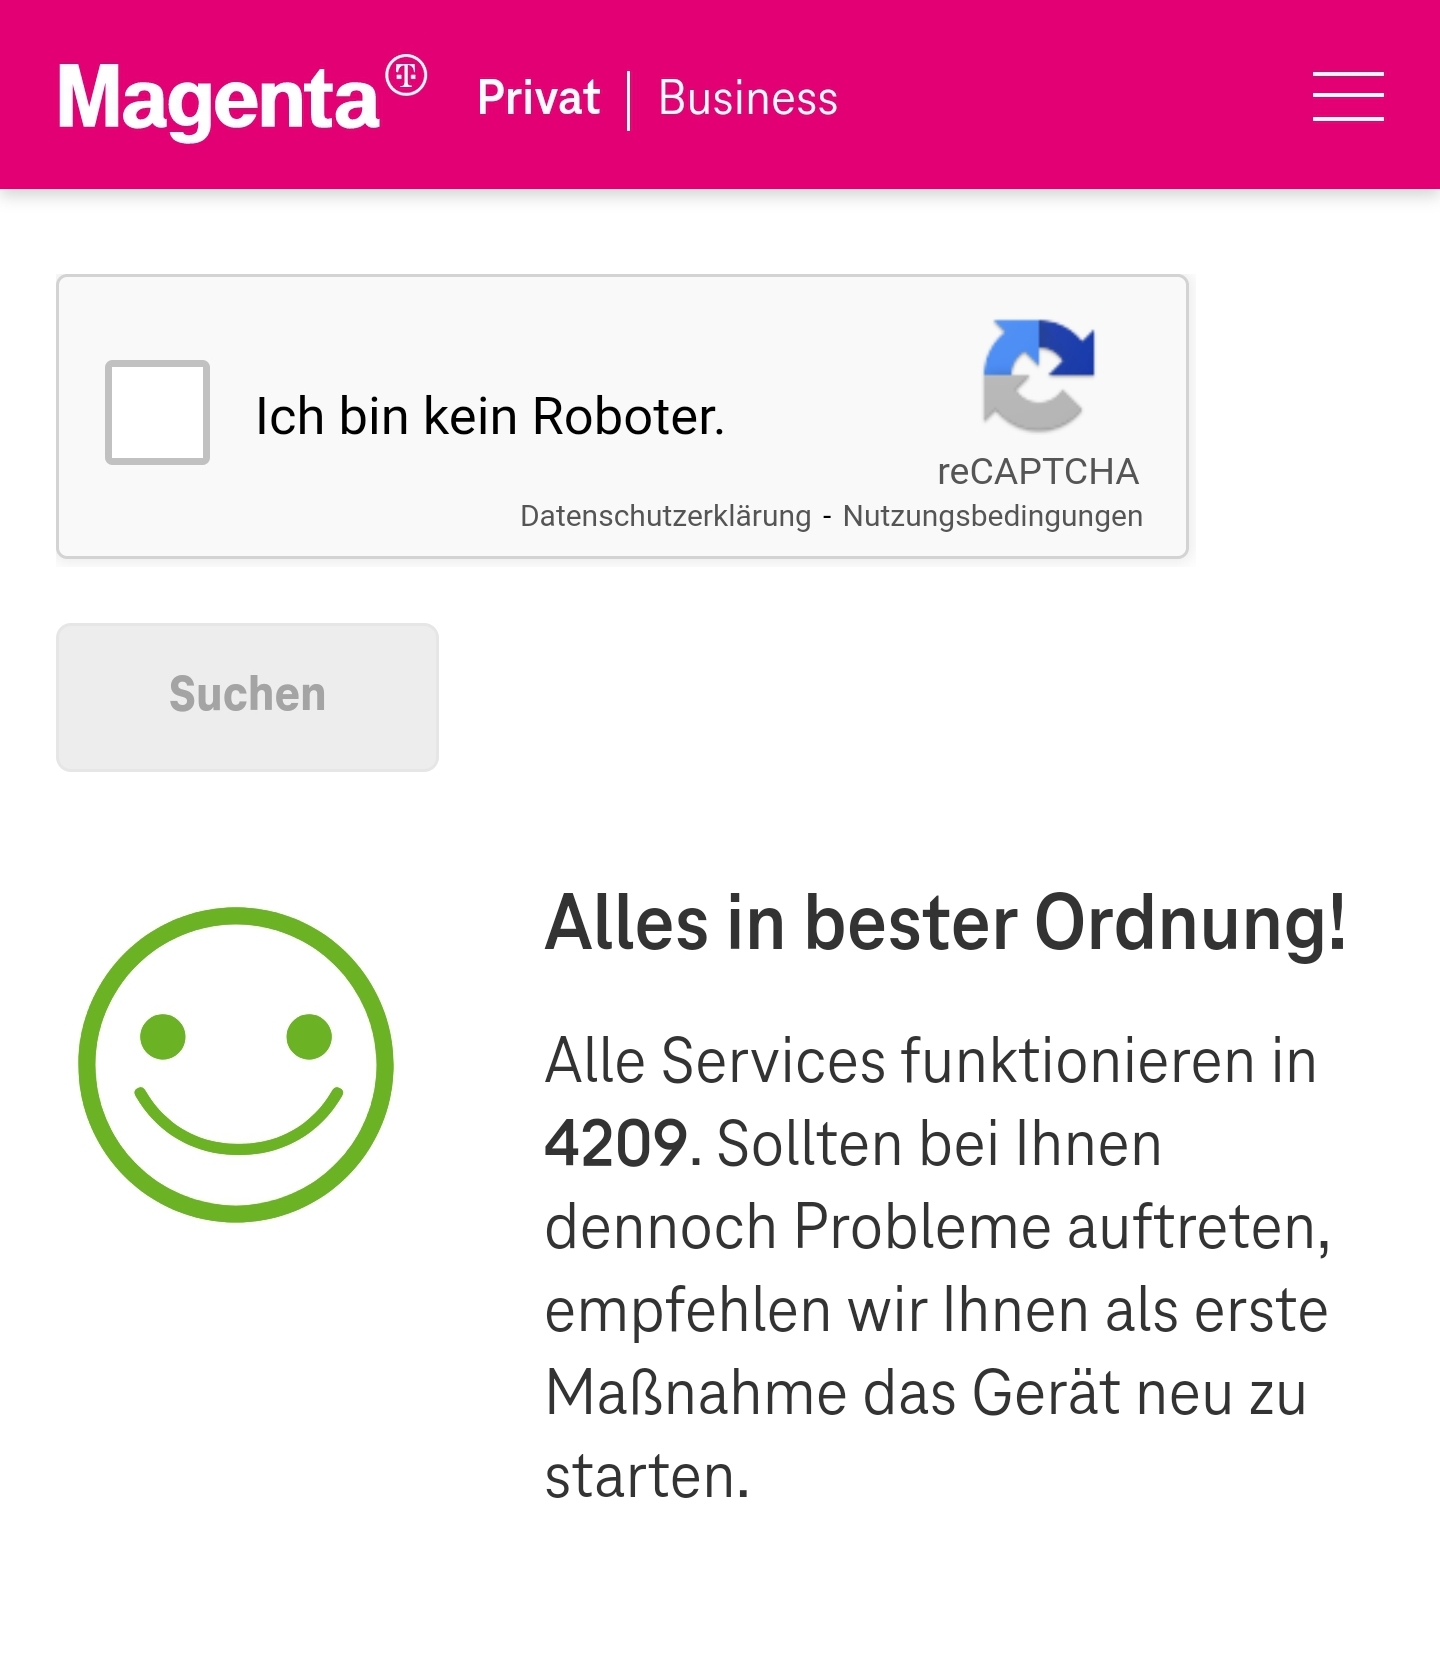 Magenta T Privat | Business
Ich bin kein Roboter.
reCAPTCHA
Datenschutzerklärung - Nutzungsbedingungen
Suchen
Alles in bester Ordnung!
Alle Services funktionieren in
4209. Sollten bei Ihnen
dennoch Probleme auftreten,
empfehlen wir Ihnen als erste
Maßnahme das Gerät neu zu
starten.